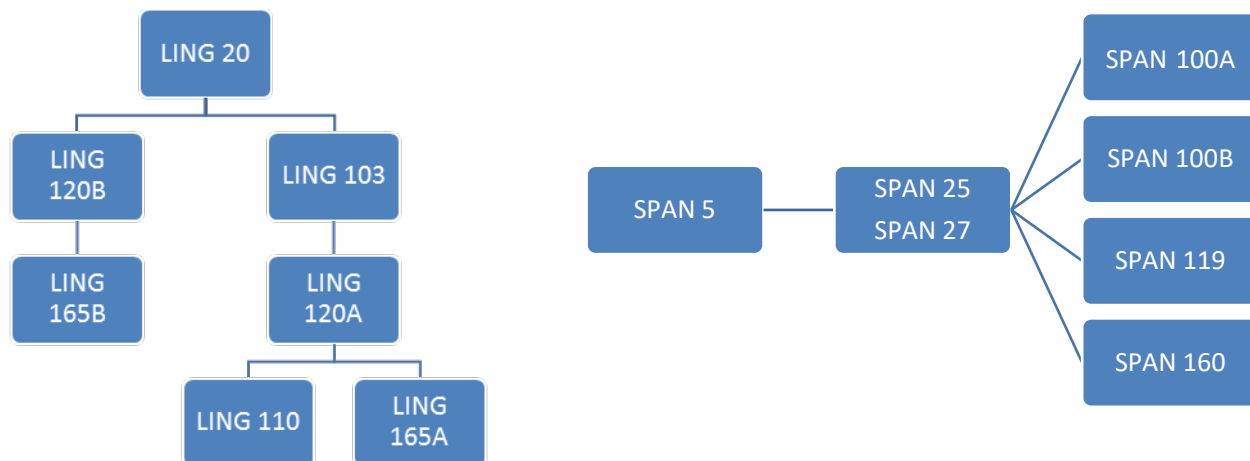 LING 20
LING
120B
LING 103
LING
165B
LING
120A
LING 110
LING
165A
SPAN 5
SPAN 25
SPAN 27
SPAN 100A
SPAN 100B
SPAN 119
SPAN 160